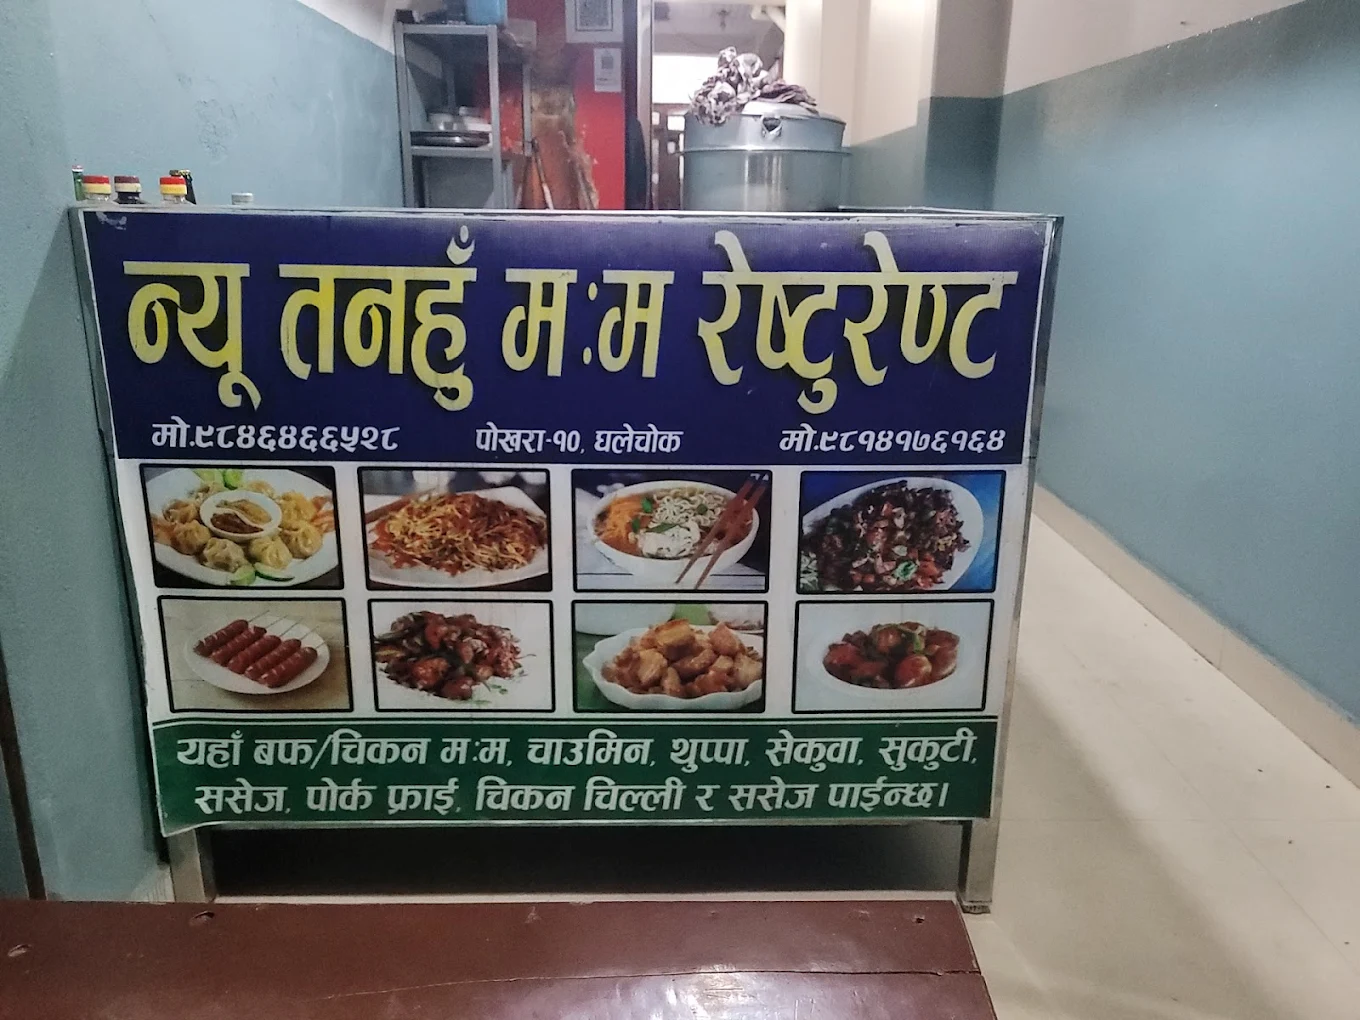 न्यू तनहुँ म:म रेष्टुरेण्ट
मो.९८४६४६६५२८ पोखरा-१०, घलेचोक मो.९८१४१७६१६४
यहाँ बफ/चिकन म:म, चाउमिन, थुप्पा, सेकुवा, सुकुटी,
ससेज, पोर्क फ्राई, चिकन चिल्ली र ससेज पाईन्छ।